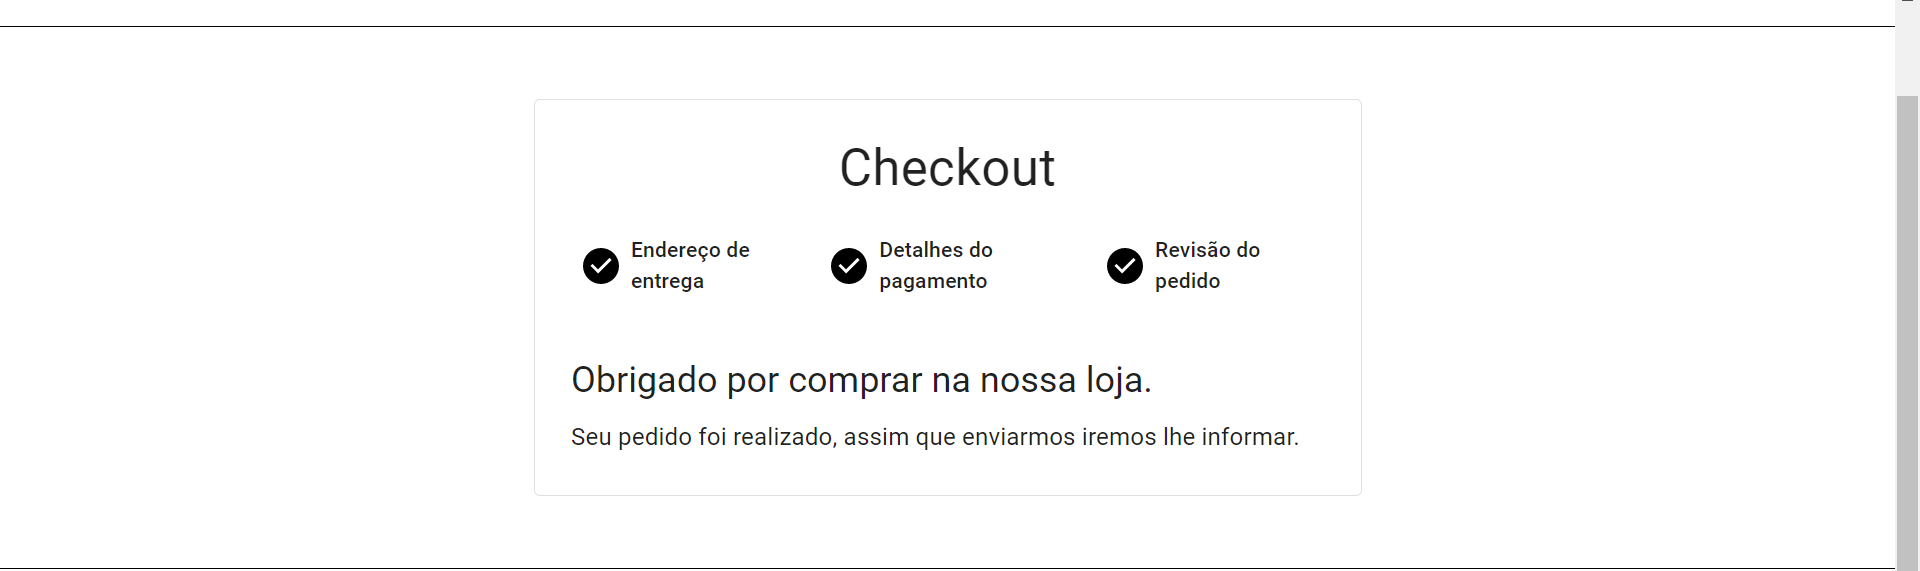 Checkout
Endereço de
entrega
Detalhes do
pagamento
Revisão do
pedido
Obrigado por comprar na nossa loja.
Seu pedido foi realizado, assim que enviarmos iremos lhe informar.